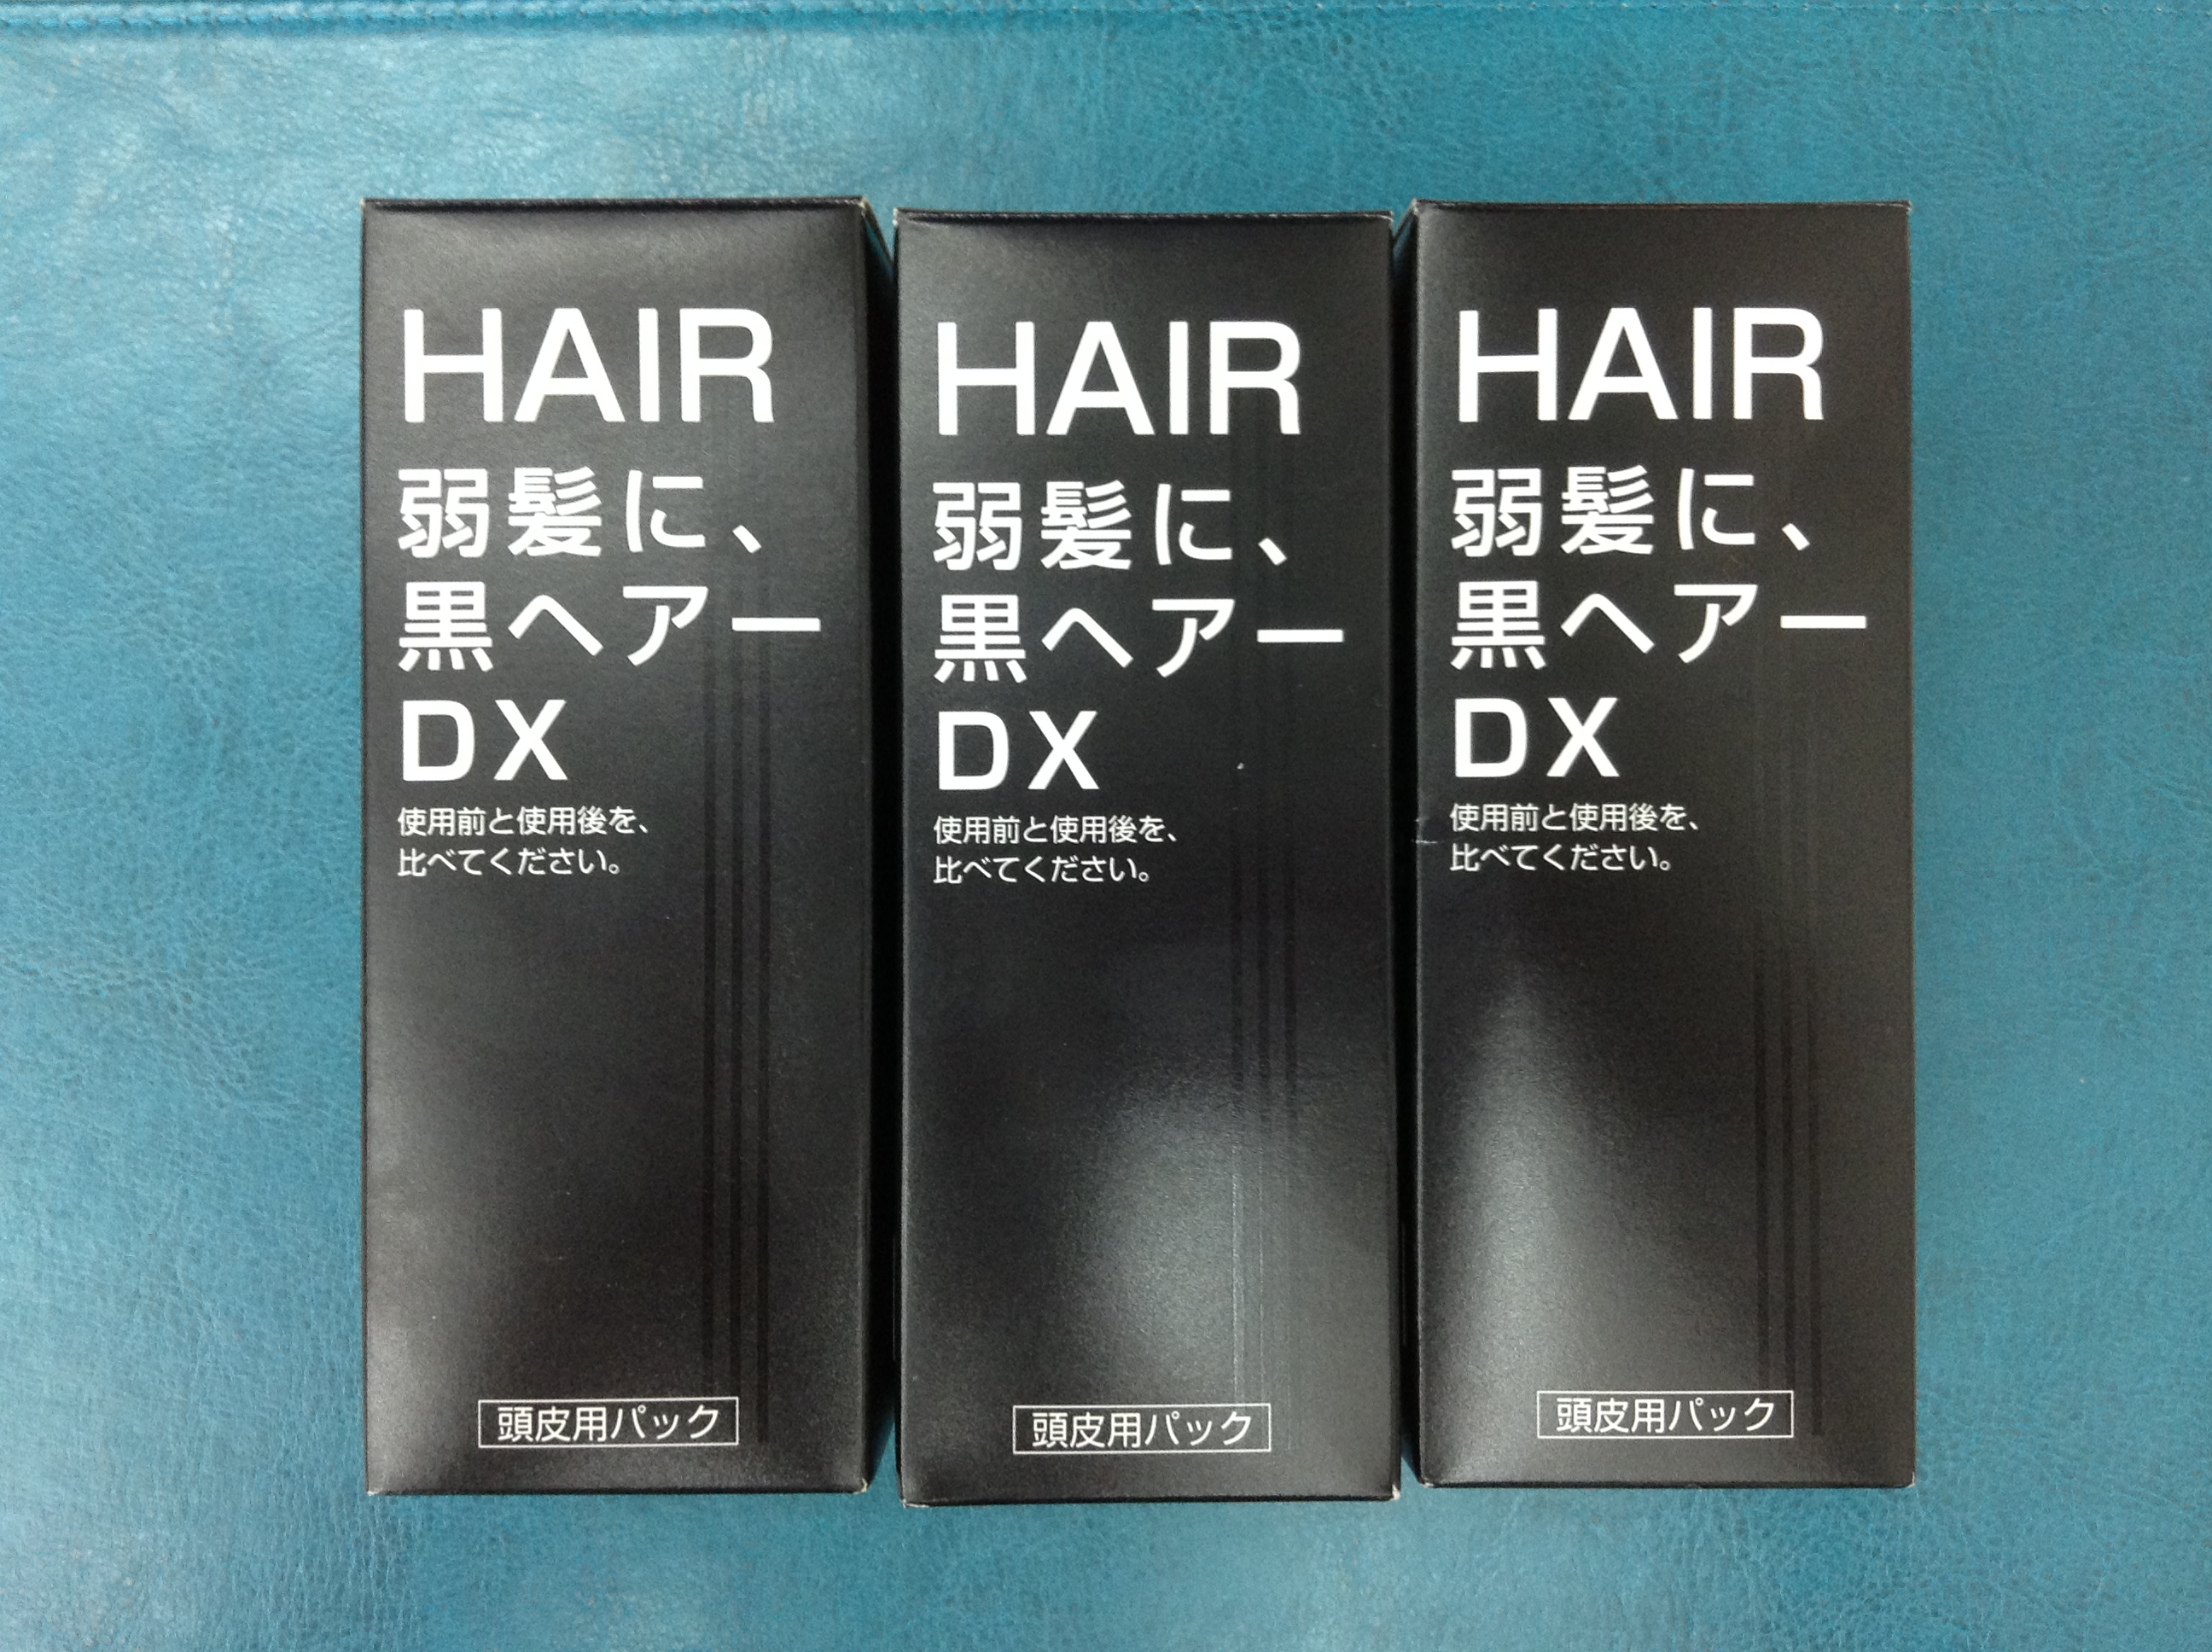 HAIR
弱髪に、
黒ヘアー
DX
使用前と使用後を、
比べてください。
頭皮用パック
HAIR
弱髪に、
黒ヘアー
DX
使用前と使用後を、
比べてください。
頭皮用パック
HAIR
弱髪に、
黒ヘアー
DX
使用前と使用後を、
比べてください。
頭皮用パック